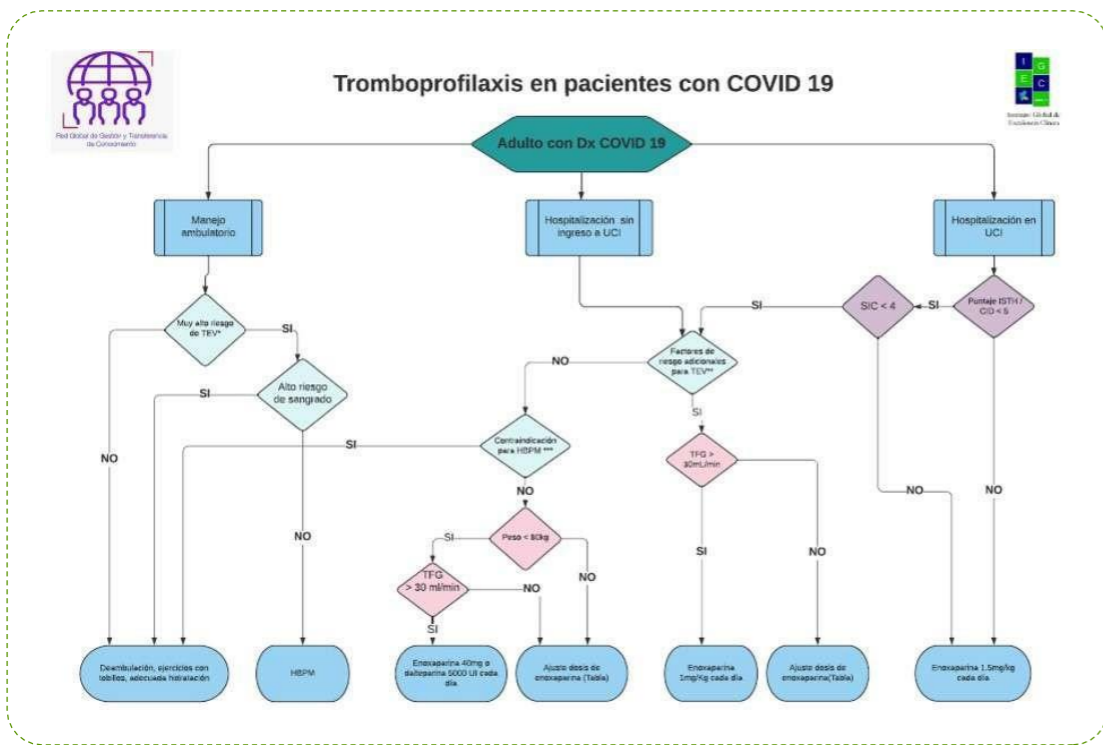 Red Global de Gestión y Transferencia
de Conocimiento
Tromboprofilaxis en pacientes con COVID 19
I
G
E
C
Instituto Global de
Excelencia Clínica
Adulto con Dx COVID 19
Manejo
ambulatorio
Hospitalización sin
ingreso a UCI
Hospitalización en
UCI
Muy alto riesgo
de TEV*
SI
NO
Alto riesgo
de sangrado
SI
NO
Factores de
riesgo adicionales
para TEV**
NO
SI
SIC < 4
SI
NO
Puntaje ISTH /
CID < 5
SI
NO
Contraindicación
para HBPM ***
SI
NO
TFG >
30mL/min
SI
NO
Peso < 80kg
SI
NO
TFG
> 30 ml/min
NO
SI
Deambulación, ejercicios con
tobillos, adecuada hidratación
HBPM
Enoxaparina 40mg o
dalteparina 5000 UI cada
día.
Ajuste dosis de
enoxaparina (Tabla)
Enoxaparina
1mg/Kg cada día
Ajuste dosis de
enoxaparina(Tabla)
Enoxaparina 1.5mg/kg
cada día